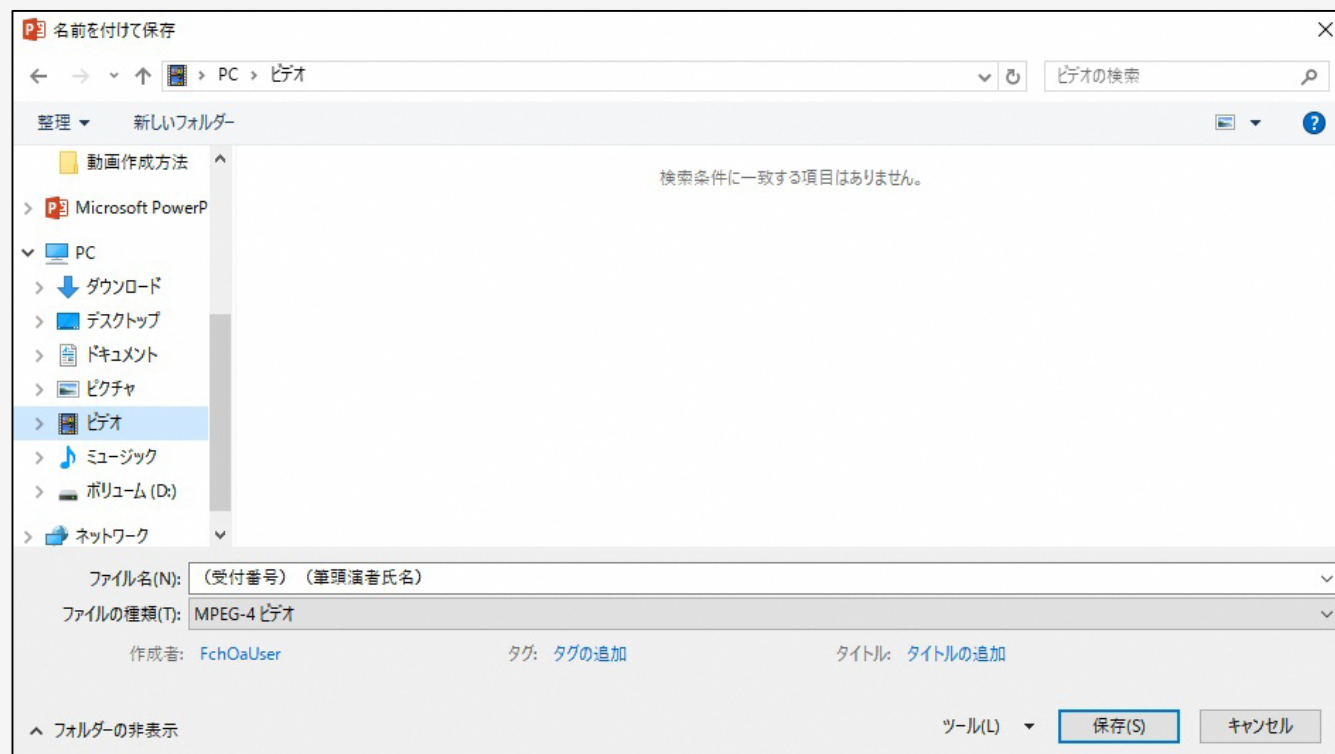 名前を付けて保存
PC > ビデオ
ビデオの検索
整理
新しいフォルダー
動画作成方法
検索条件に一致する項目はありません。
Microsoft PowerP
PC
ダウンロード
デスクトップ
ドキュメント
ピクチャ
ビデオ
ミュージック
ボリューム (D:)
ネットワーク
ファイル名(N): （受付番号）（筆頭演者氏名）
ファイルの種類(T): MPEG-4 ビデオ
作成者: FchOaUser タグ: タグの追加 タイトル: タイトルの追加
フォルダーの非表示 ツール(L) 保存(S) キャンセル